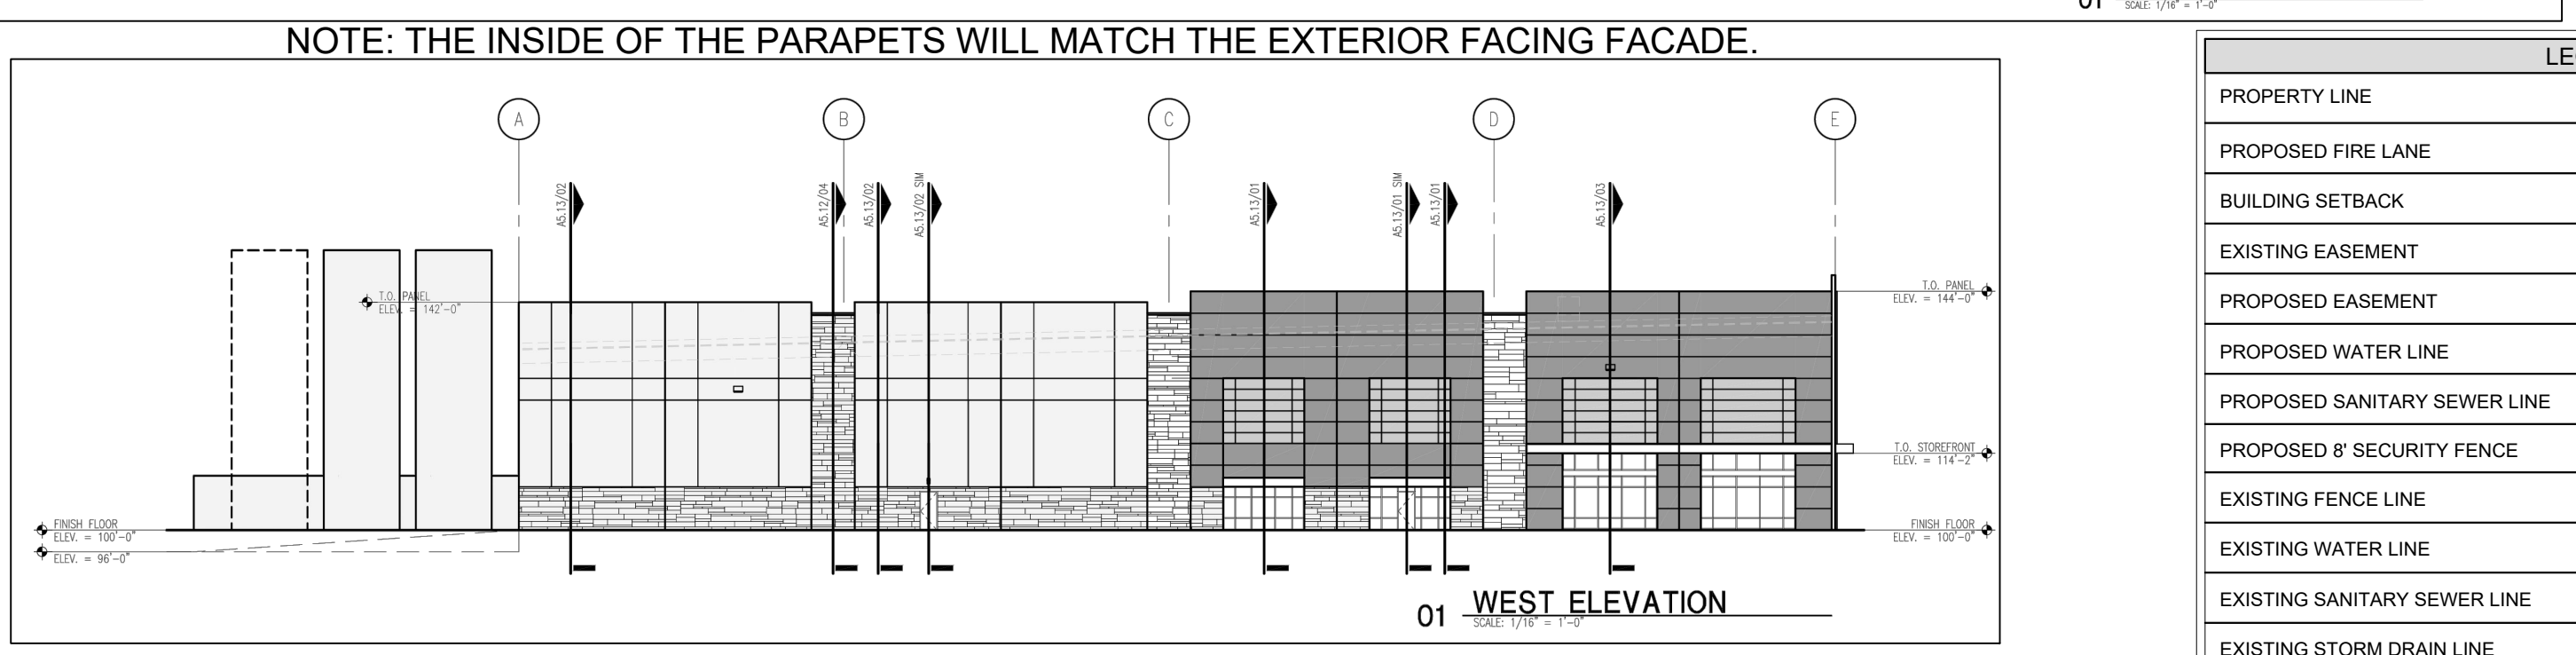 01
SCALE: 1/16" = 1'-0"
NOTE: THE INSIDE OF THE PARAPETS WILL MATCH THE EXTERIOR FACING FACADE.
A
B
C
D
E
A5.13/02
A5.12/04
A5.13/02
A5.13/02 SIM
A5.13/01
A5.13/01 SIM
A5.13/01
A5.13/03
T.O. PANEL
ELEV. = 142'-0"
T.O. PANEL
ELEV. = 144'-0"
T.O. STOREFRONT
ELEV. = 114'-2"
FINISH FLOOR
ELEV. = 100'-0"
ELEV. = 96'-0"
FINISH FLOOR
ELEV. = 100'-0"
01 WEST ELEVATION
SCALE: 1/16" = 1'-0"
LE
PROPERTY LINE
PROPOSED FIRE LANE
BUILDING SETBACK
EXISTING EASEMENT
PROPOSED EASEMENT
PROPOSED WATER LINE
PROPOSED SANITARY SEWER LINE
PROPOSED 8' SECURITY FENCE
EXISTING FENCE LINE
EXISTING WATER LINE
EXISTING SANITARY SEWER LINE
EXISTING STORM DRAIN LINE